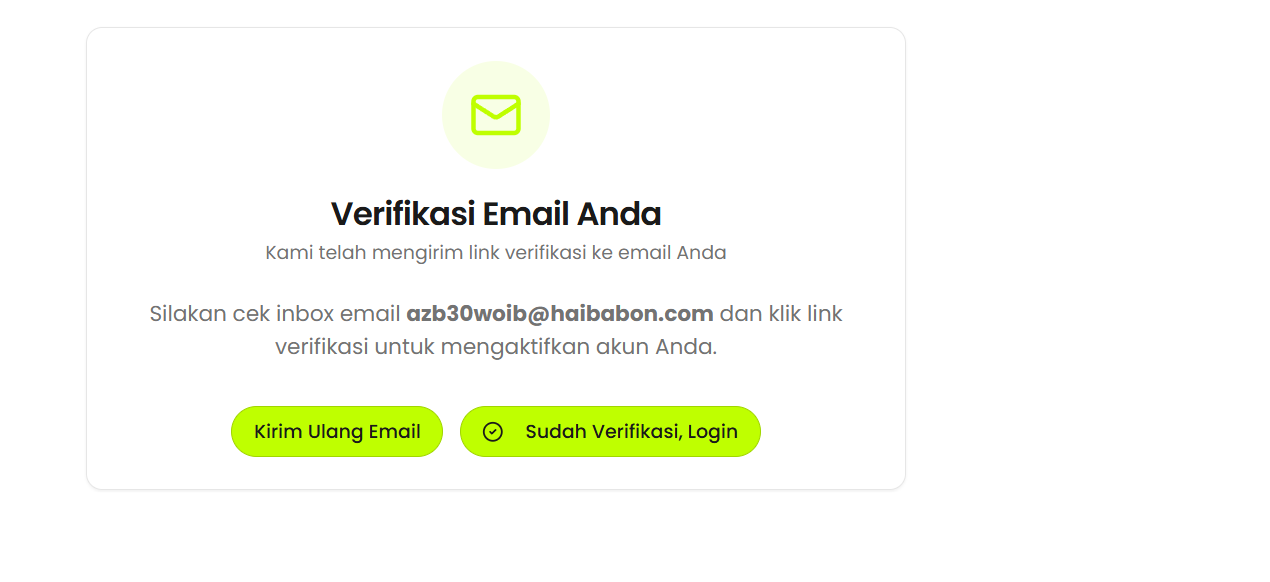 Verifikasi Email Anda
Kami telah mengirim link verifikasi ke email Anda
Silakan cek inbox email azb30woib@haibabon.com dan klik link
verifikasi untuk mengaktifkan akun Anda.
Kirim Ulang Email
Sudah Verifikasi, Login